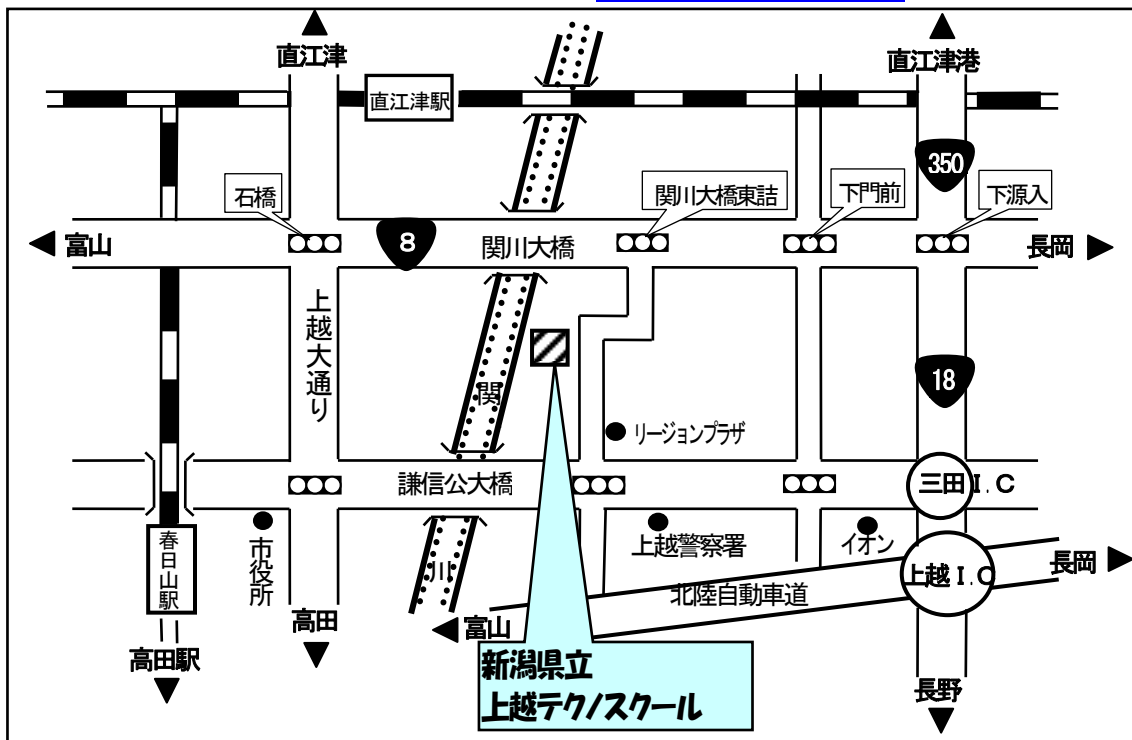 直江津
直江津港
直江津駅
350
石橋
関川大橋東詰
下門前
下源入
富山
8
関川大橋
長岡
上越大通り
18
関
リージョンプラザ
謙信公大橋
三田I.C
春日山駅
市役所
川
上越警察署
イオン
上越I.C
長岡
北陸自動車道
高田
富山
高田駅
新潟県立
上越テクノスクール
長野